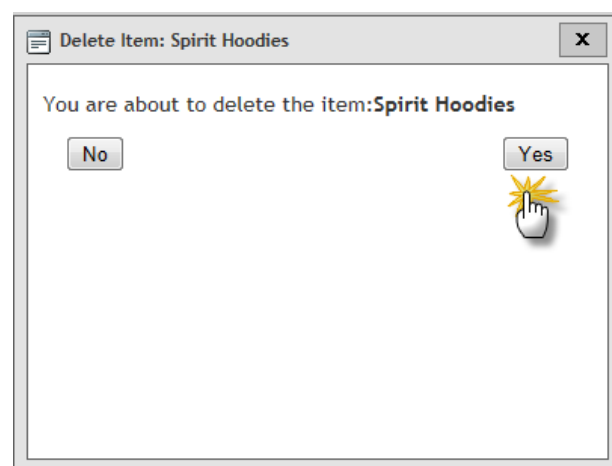 Delete Item: Spirit Hoodies
x
You are about to delete the item:Spirit Hoodies
No
Yes